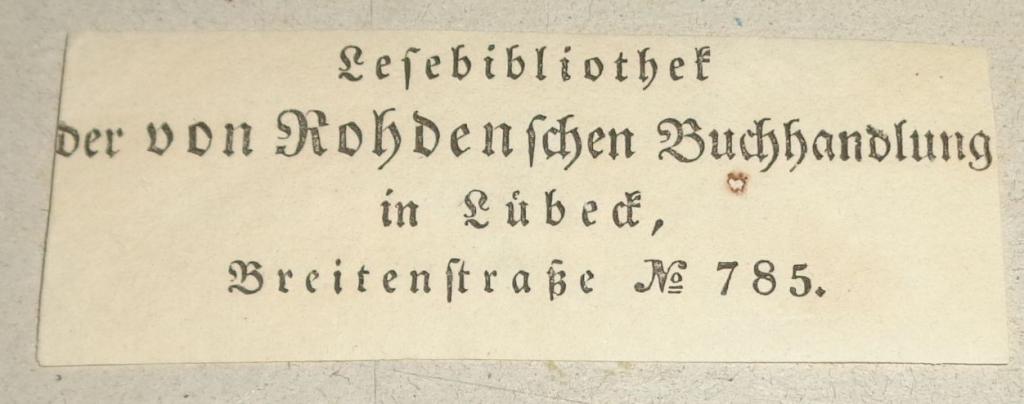 Lesebibliothek
der von Rohdenschen Buchhandlung
in Lübeck,
Breitenstraße № 785.